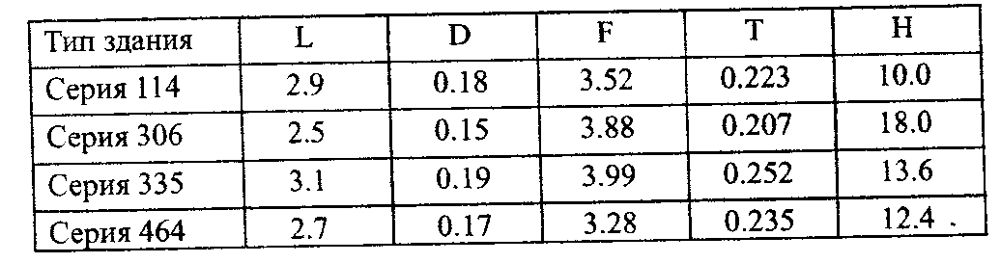 Тип здания L D F T H
Серия 114 2.9 0.18 3.52 0.223 10.0
Серия 306 2.5 0.15 3.88 0.207 18.0
Серия 335 3.1 0.19 3.99 0.252 13.6
Серия 464 2.7 0.17 3.28 0.235 12.4 .